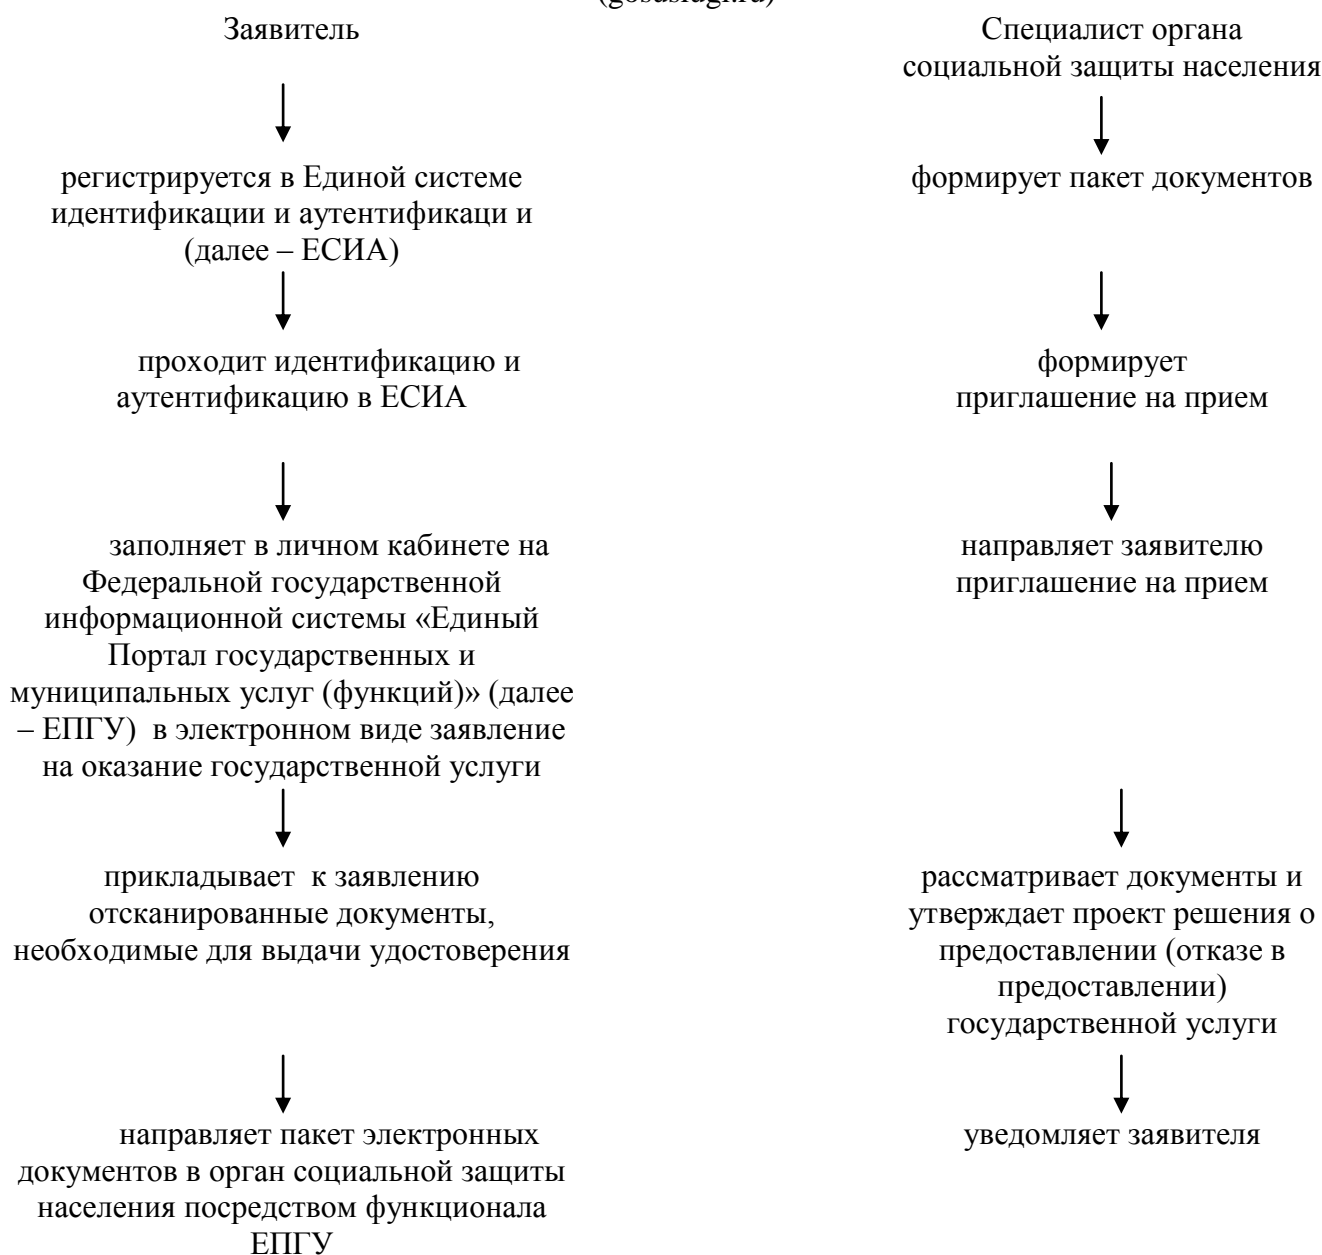 Заявитель
регистрируется в Единой системе
идентификации и аутентификаци и
(далее – ЕСИА)
проходит идентификацию и
аутентификацию в ЕСИА
заполняет в личном кабинете на
Федеральной государственной
информационной системы «Единый
Портал государственных и
муниципальных услуг (функций)» (далее
– ЕПГУ) в электронном виде заявление
на оказание государственной услуги
прикладывает к заявлению
отсканированные документы,
необходимые для выдачи удостоверения
направляет пакет электронных
документов в орган социальной защиты
населения посредством функционала
ЕПГУ
Специалист органа
социальной защиты населения
формирует пакет документов
формирует
приглашение на прием
направляет заявителю
приглашение на прием
рассматривает документы и
утверждает проект решения о
предоставлении (отказе в
предоставлении)
государственной услуги
уведомляет заявителя